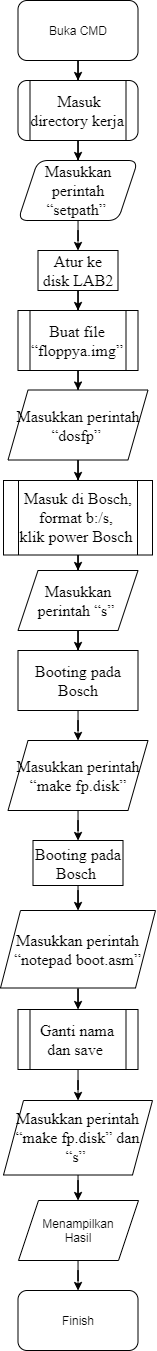 Buka CMD
Masuk
directory kerja
Masukkan
perintah
“setpath”
Atur ke
disk LAB2
Buat file
“floppya.img”
Masukkan perintah
“dosfp”
Masuk di Bosch,
format b:/s,
klik power Bosch
Masukkan
perintah “s”
Booting pada
Bosch
Masukkan perintah
“make fp.disk”
Booting pada
Bosch
Masukkan perintah
“notepad boot.asm”
Ganti nama
dan save
Masukkan perintah
“make fp.disk” dan
“s”
Menampilkan
Hasil
Finish